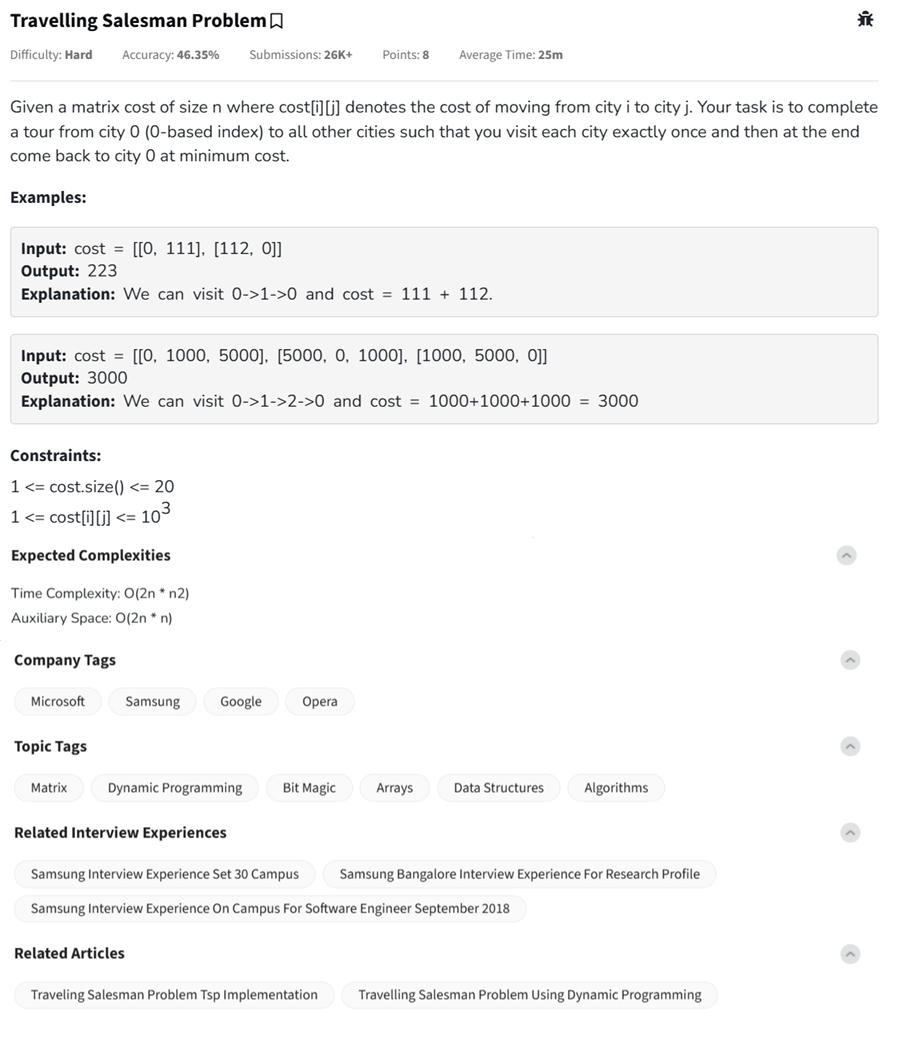 Travelling Salesman Problem
Difficulty: Hard Accuracy: 46.35% Submissions: 26K+ Points: 8 Average Time: 25m
Given a matrix cost of size n where cost[i][j] denotes the cost of moving from city i to city j. Your task is to complete
a tour from city 0 (0-based index) to all other cities such that you visit each city exactly once and then at the end
come back to city 0 at minimum cost.
Examples:
Input: cost = [[0, 111], [112, 0]]
Output: 223
Explanation: We can visit 0->1->0 and cost = 111 + 112.
Input: cost = [[0, 1000, 5000], [5000, 0, 1000], [1000, 5000, 0]]
Output: 3000
Explanation: We can visit 0->1->2->0 and cost = 1000+1000+1000 = 3000
Constraints:
1 <= cost.size() <= 20
1 <= cost[i][j] <= 10³
Expected Complexities
Time Complexity: O(2n * n2)
Auxiliary Space: O(2n * n)
Company Tags
Microsoft Samsung Google Opera
Topic Tags
Matrix Dynamic Programming Bit Magic Arrays Data Structures Algorithms
Related Interview Experiences
Samsung Interview Experience Set 30 Campus Samsung Bangalore Interview Experience For Research Profile
Samsung Interview Experience On Campus For Software Engineer September 2018
Related Articles
Traveling Salesman Problem Tsp Implementation Travelling Salesman Problem Using Dynamic Programming